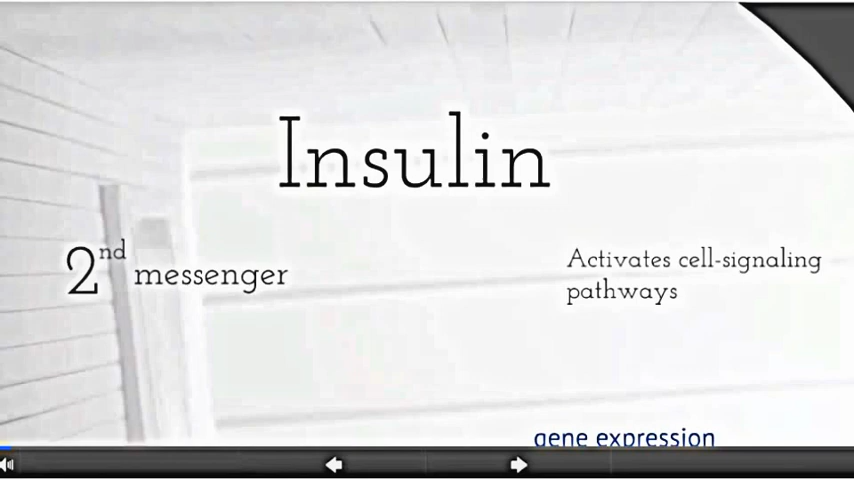 Insulin
2nd messenger
Activates cell-signaling
pathways
gene expression